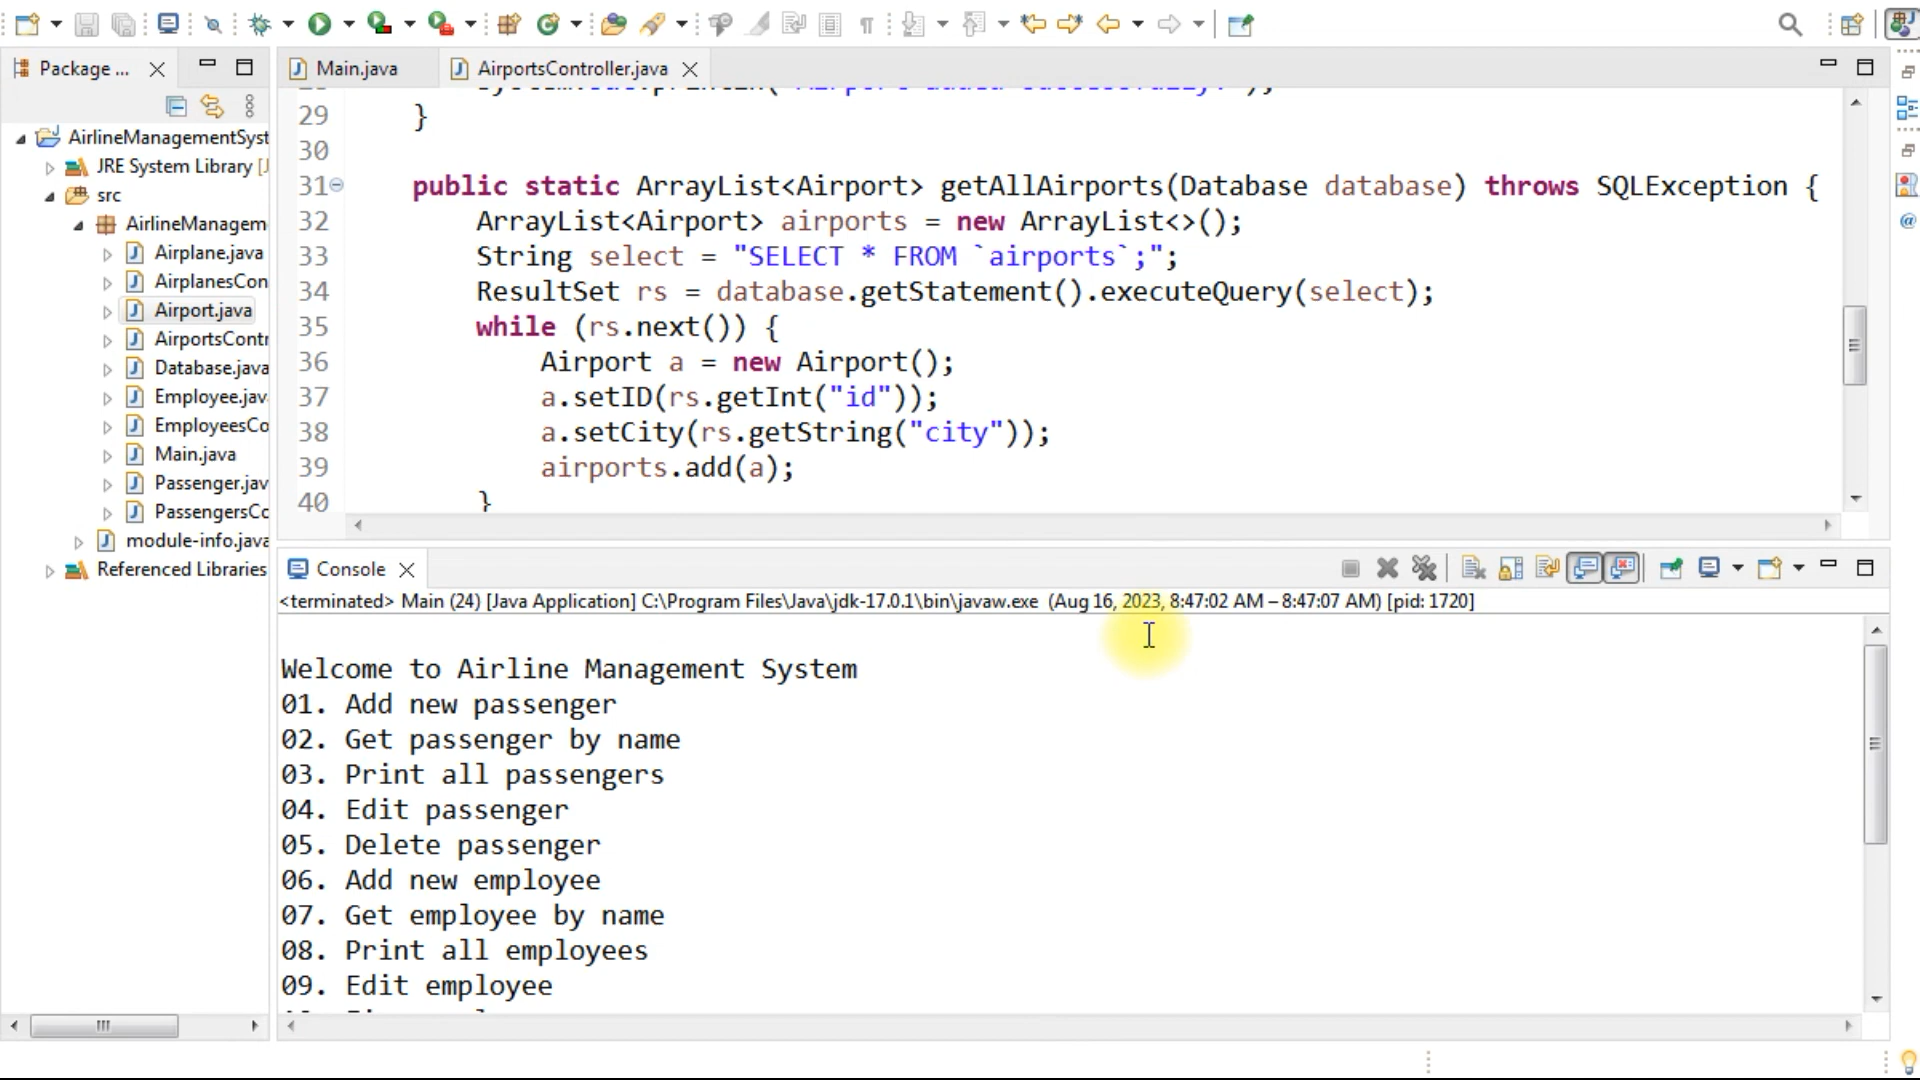 Package ...
Main.java
AirportsController.java
AirlineManagementSyst
JRE System Library [J
src
AirlineManagem
Airplane.java
AirplanesCon
Airport.java
AirportsContr
Database.java
Employee.jav
EmployeesCo
Main.java
Passenger.jav
PassengersCo
module-info.java
Referenced Libraries
29 }
30
31 public static ArrayList<Airport> getAllAirports(Database database) throws SQLException {
32 ArrayList<Airport> airports = new ArrayList<>();
33 String select = "SELECT * FROM `airports`;";
34 ResultSet rs = database.getStatement().executeQuery(select);
35 while (rs.next()) {
36 Airport a = new Airport();
37 a.setID(rs.getInt("id"));
38 a.setCity(rs.getString("city"));
39 airports.add(a);
40 }
Console
<terminated> Main (24) [Java Application] C:\Program Files\Java\jdk-17.0.1\bin\javaw.exe (Aug 16, 2023, 8:47:02 AM – 8:47:07 AM) [pid: 1720]
Welcome to Airline Management System
01. Add new passenger
02. Get passenger by name
03. Print all passengers
04. Edit passenger
05. Delete passenger
06. Add new employee
07. Get employee by name
08. Print all employees
09. Edit employee